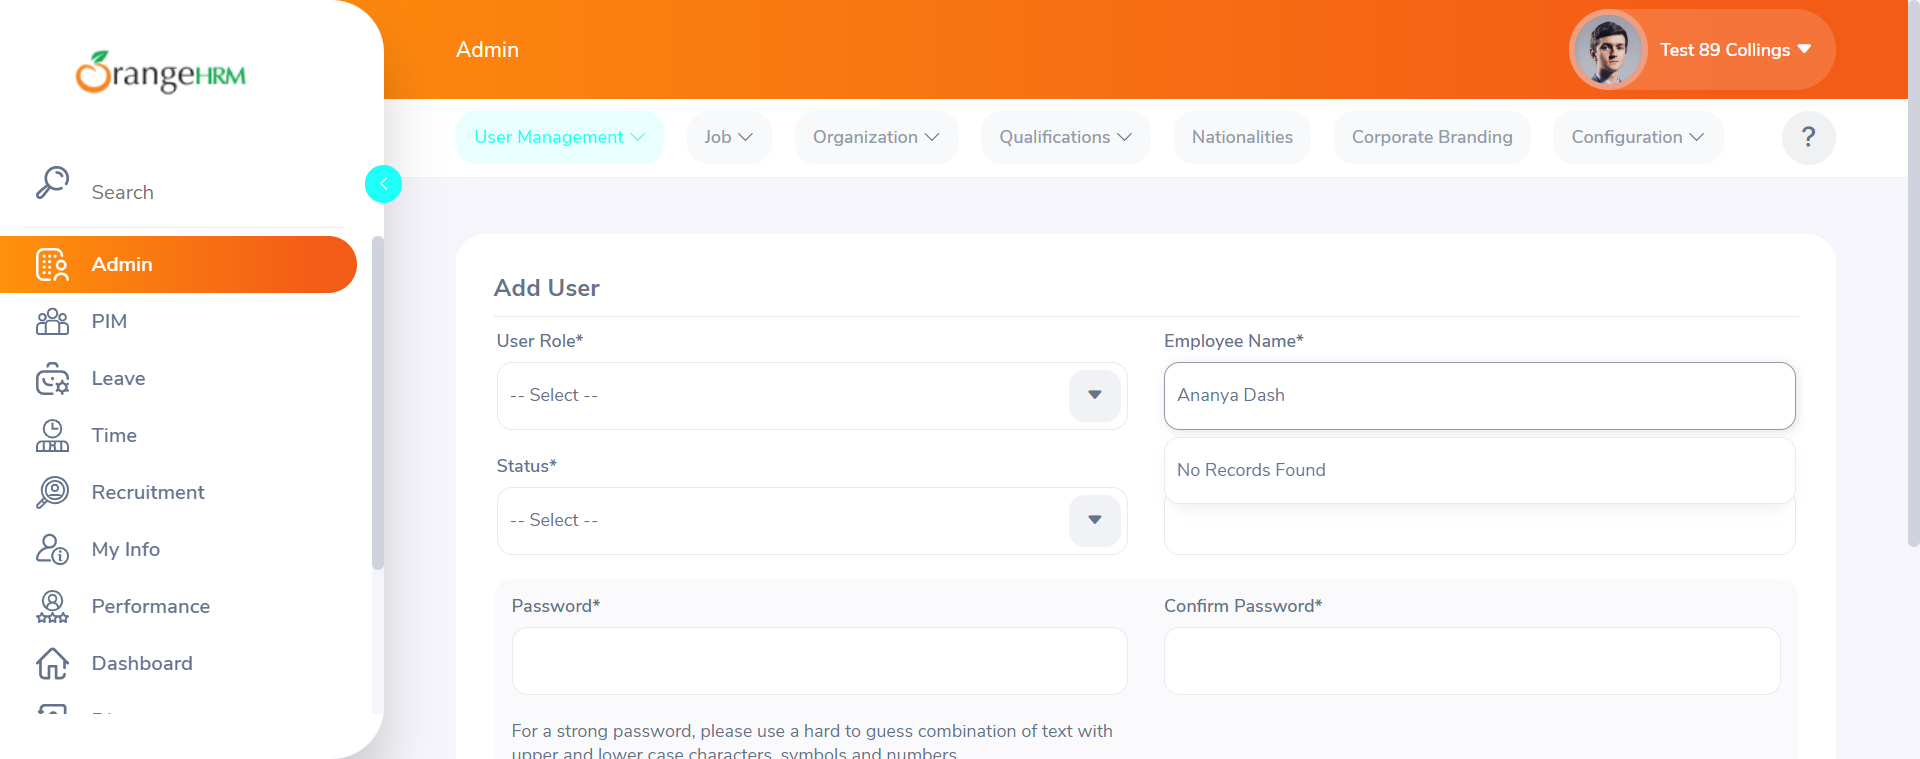 OrangeHRM
Admin
Test 89 Collings
User Management
Job
Organization
Qualifications
Nationalities
Corporate Branding
Configuration
?
Search
Admin
PIM
Leave
Time
Recruitment
My Info
Performance
Dashboard
Add User
User Role*
Employee Name*
-- Select --
Ananya Dash
No Records Found
Status*
-- Select --
Password*
Confirm Password*
For a strong password, please use a hard to guess combination of text with
upper and lower case characters, symbols and numbers